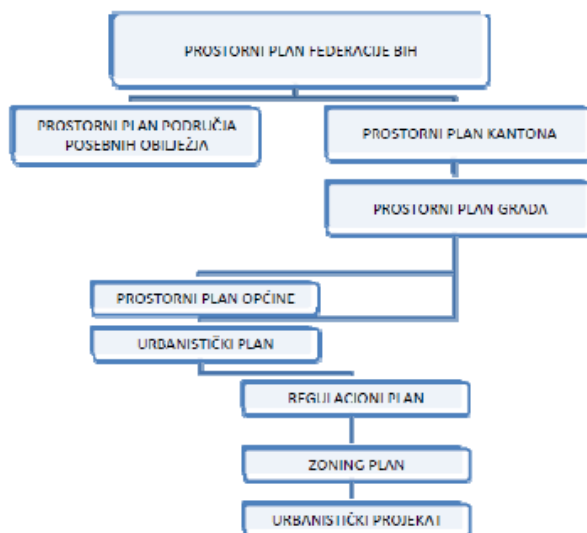 PROSTORNI PLAN FEDERACIJE BIH
PROSTORNI PLAN PODRUČJA
POSEBNIH OBILJEŽJA
PROSTORNI PLAN KANTONA
PROSTORNI PLAN GRADA
PROSTORNI PLAN OPĆINE
URBANISTIČKI PLAN
REGULACIONI PLAN
ZONING PLAN
URBANISTIČKI PROJEKAT